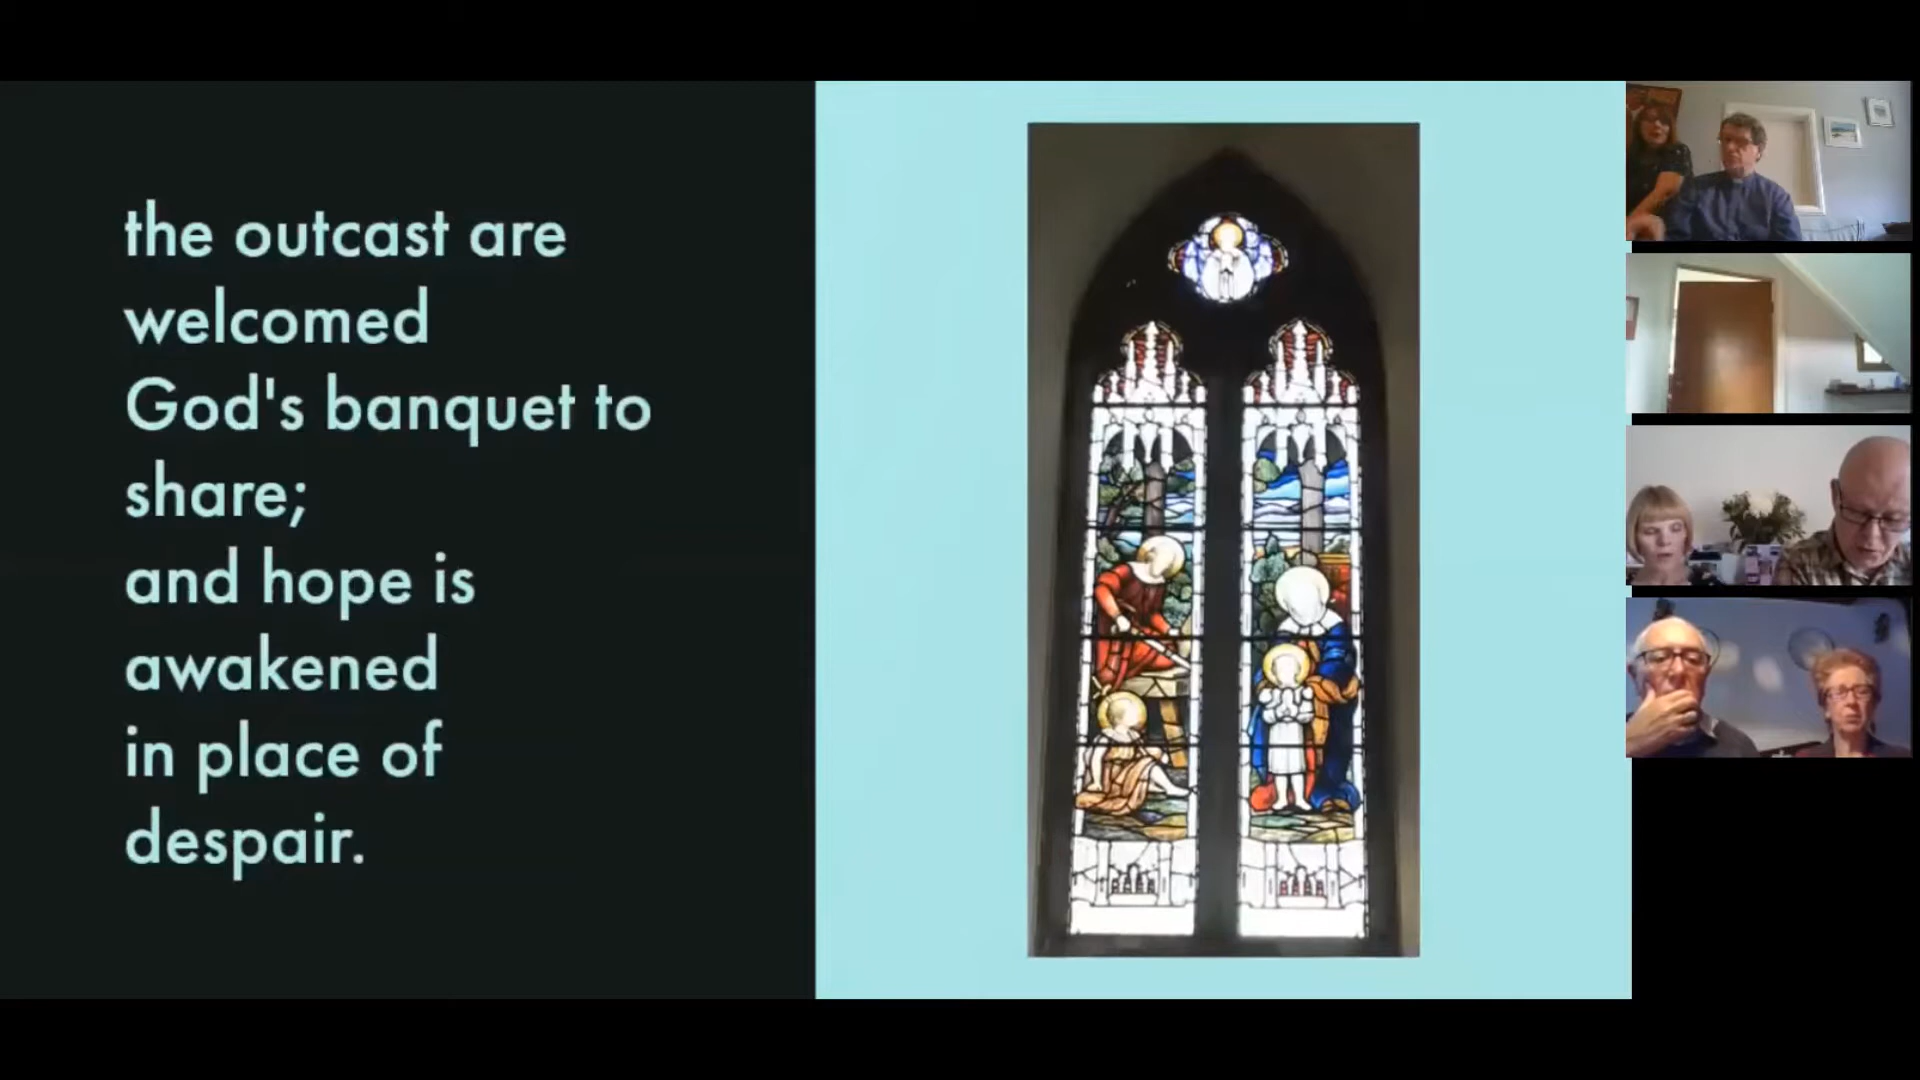 the outcast are
welcomed
God's banquet to
share;
and hope is
awakened
in place of
despair.